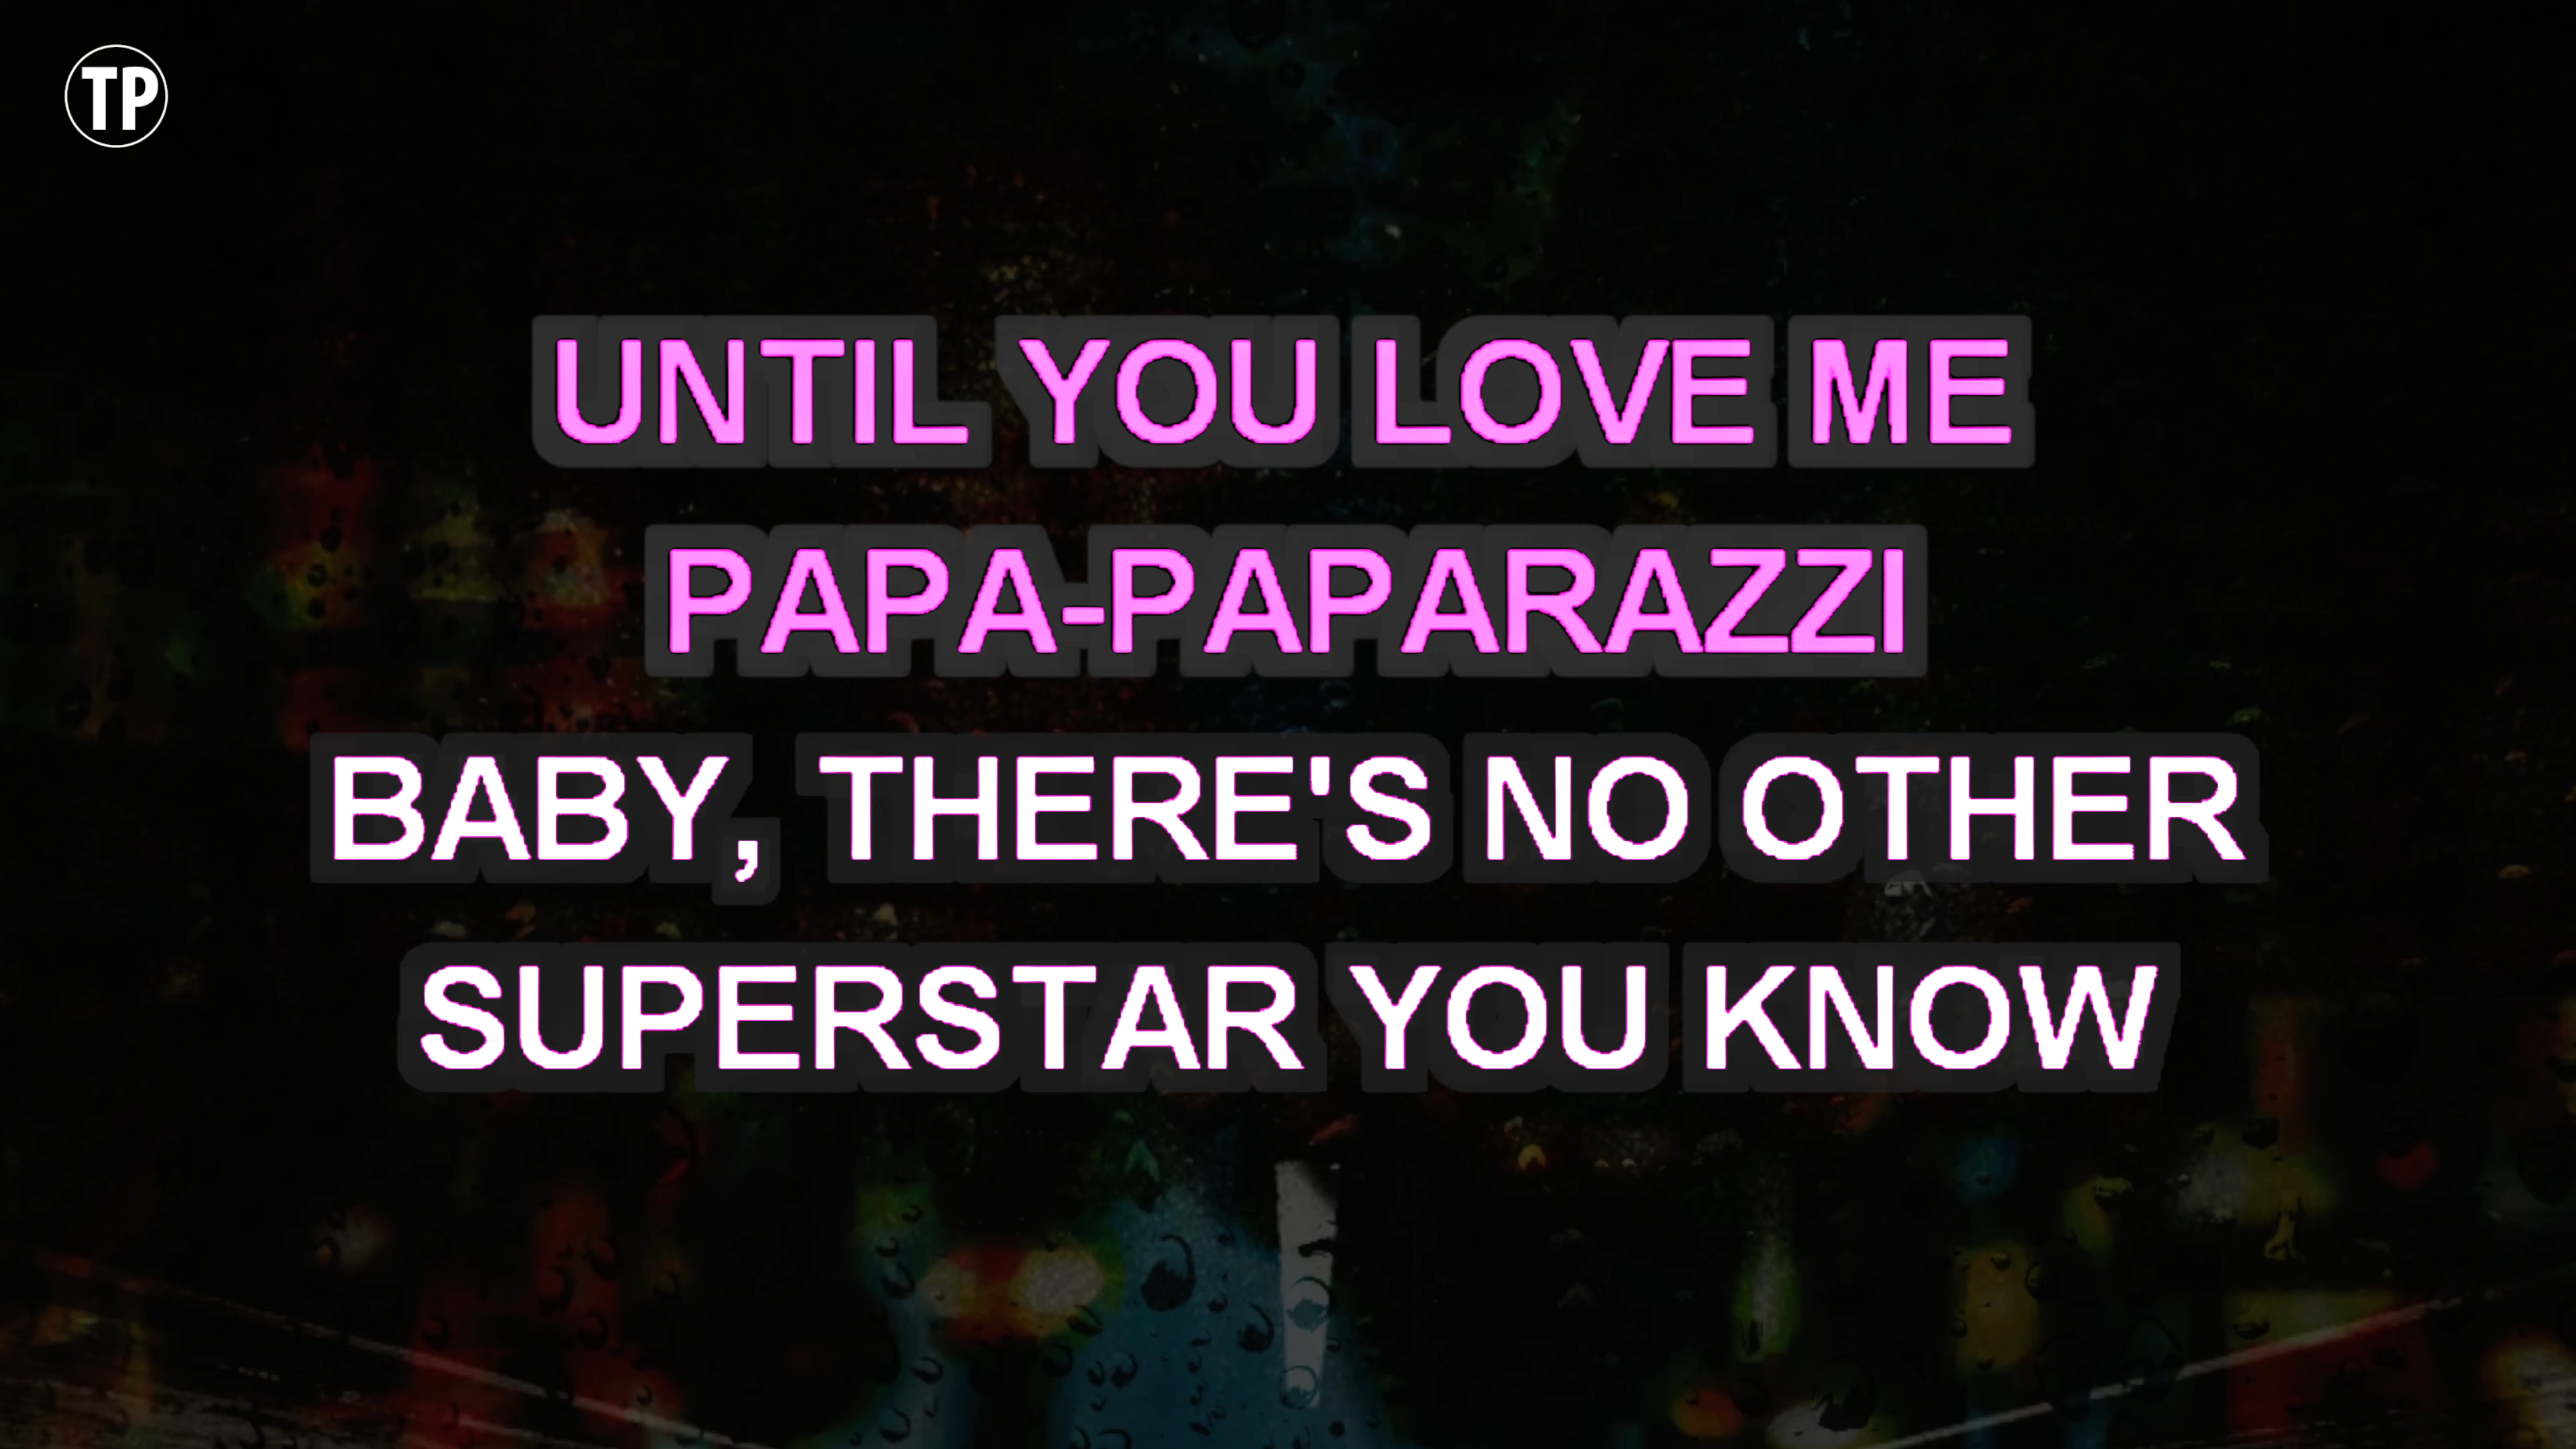 TP
UNTIL YOU LOVE ME
PAPA-PAPARAZZI
BABY, THERE'S NO OTHER
SUPERSTAR YOU KNOW